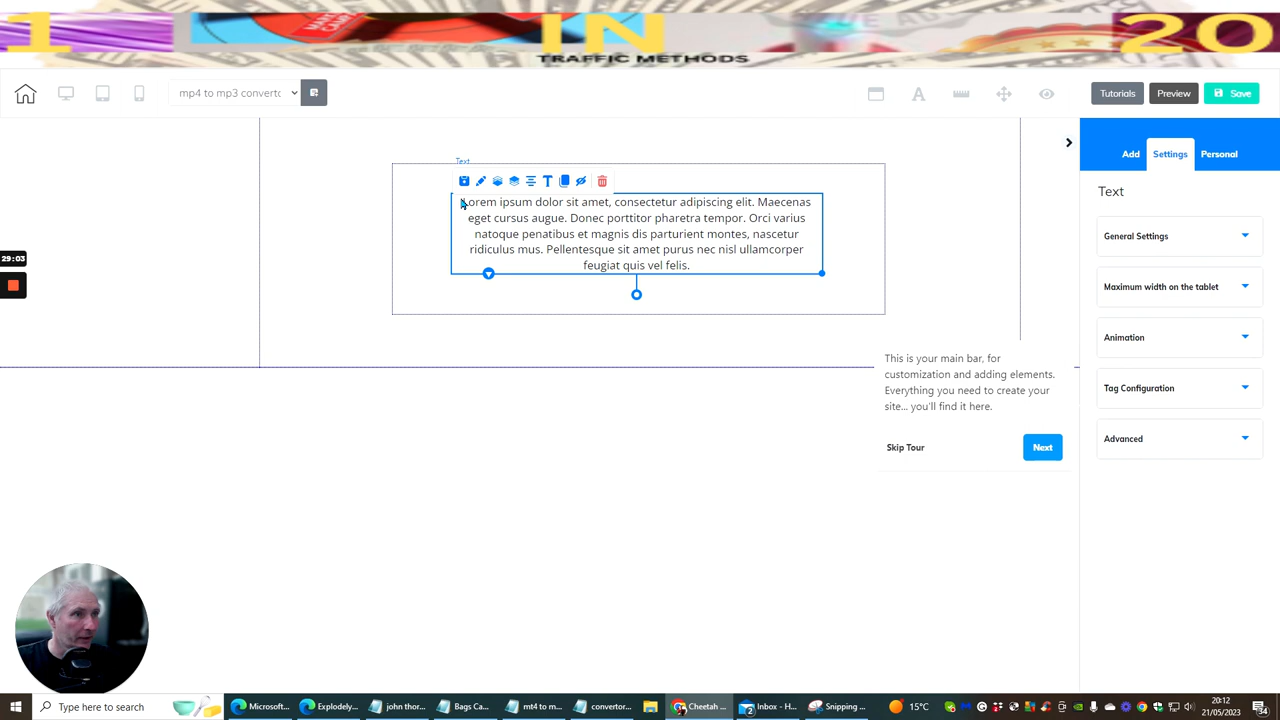 1 IN 20
TRAFFIC METHODS
mp4 to mp3 convertc
Tutorials
Preview
Save
Add
Settings
Personal
Text
Text
Lorem ipsum dolor sit amet, consectetur adipiscing elit. Maecenas
eget cursus augue. Donec porttitor pharetra tempor. Orci varius
natoque penatibus et magnis dis parturient montes, nascetur
ridiculus mus. Pellentesque sit amet purus nec nisl ullamcorper
feugiat quis vel felis.
General Settings
Maximum width on the tablet
Animation
Tag Configuration
Advanced
29:03
This is your main bar, for
customization and adding elements.
Everything you need to create your
site... you'll find it here.
Skip Tour
Next
Type here to search
Microsoft...
Explodely...
john thor...
Bags Ca...
mt4 to m...
convertor...
Cheetah ...
Inbox - H...
Snipping ...
15°C
20:12
21/05/2023